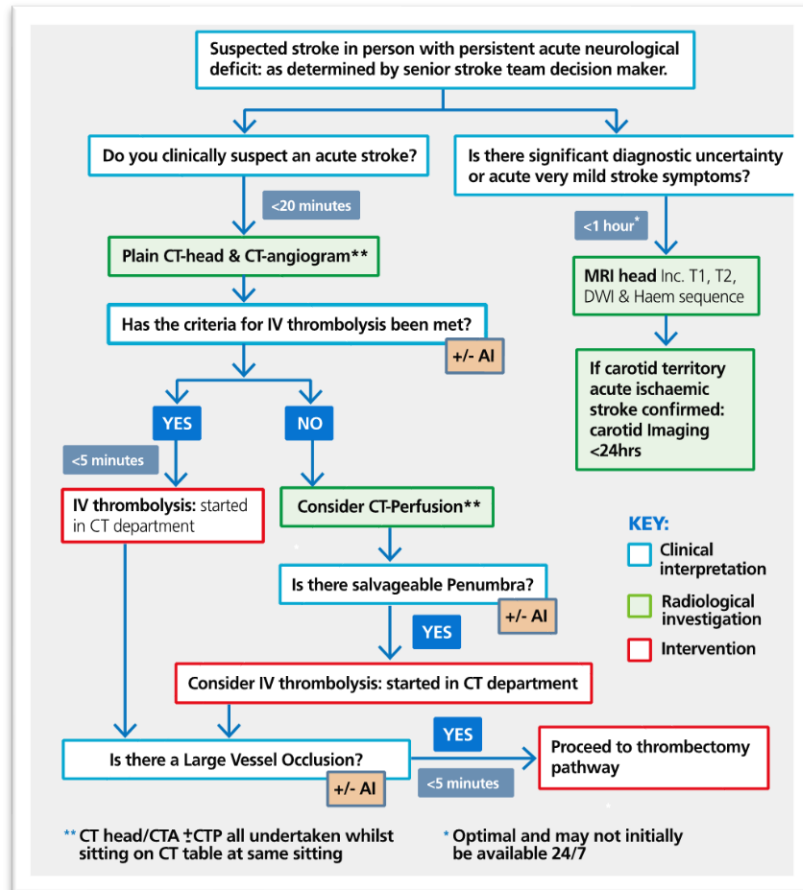 Suspected stroke in person with persistent acute neurological
deficit: as determined by senior stroke team decision maker.
Do you clinically suspect an acute stroke?
Is there significant diagnostic uncertainty
or acute very mild stroke symptoms?
<20 minutes
<1 hour*
Plain CT-head & CT-angiogram**
MRI head Inc. T1, T2,
DWI & Haem sequence
Has the criteria for IV thrombolysis been met?
+/- AI
If carotid territory
acute ischaemic
stroke confirmed:
carotid Imaging
<24hrs
YES
NO
<5 minutes
IV thrombolysis: started
in CT department
Consider CT-Perfusion**
Is there salvageable Penumbra?
+/- AI
YES
KEY:
Clinical
interpretation
Radiological
investigation
Intervention
Consider IV thrombolysis: started in CT department
Is there a Large Vessel Occlusion?
+/- AI
YES
<5 minutes
Proceed to thrombectomy
pathway
** CT head/CTA ±CTP all undertaken whilst
sitting on CT table at same sitting
* Optimal and may not initially
be available 24/7